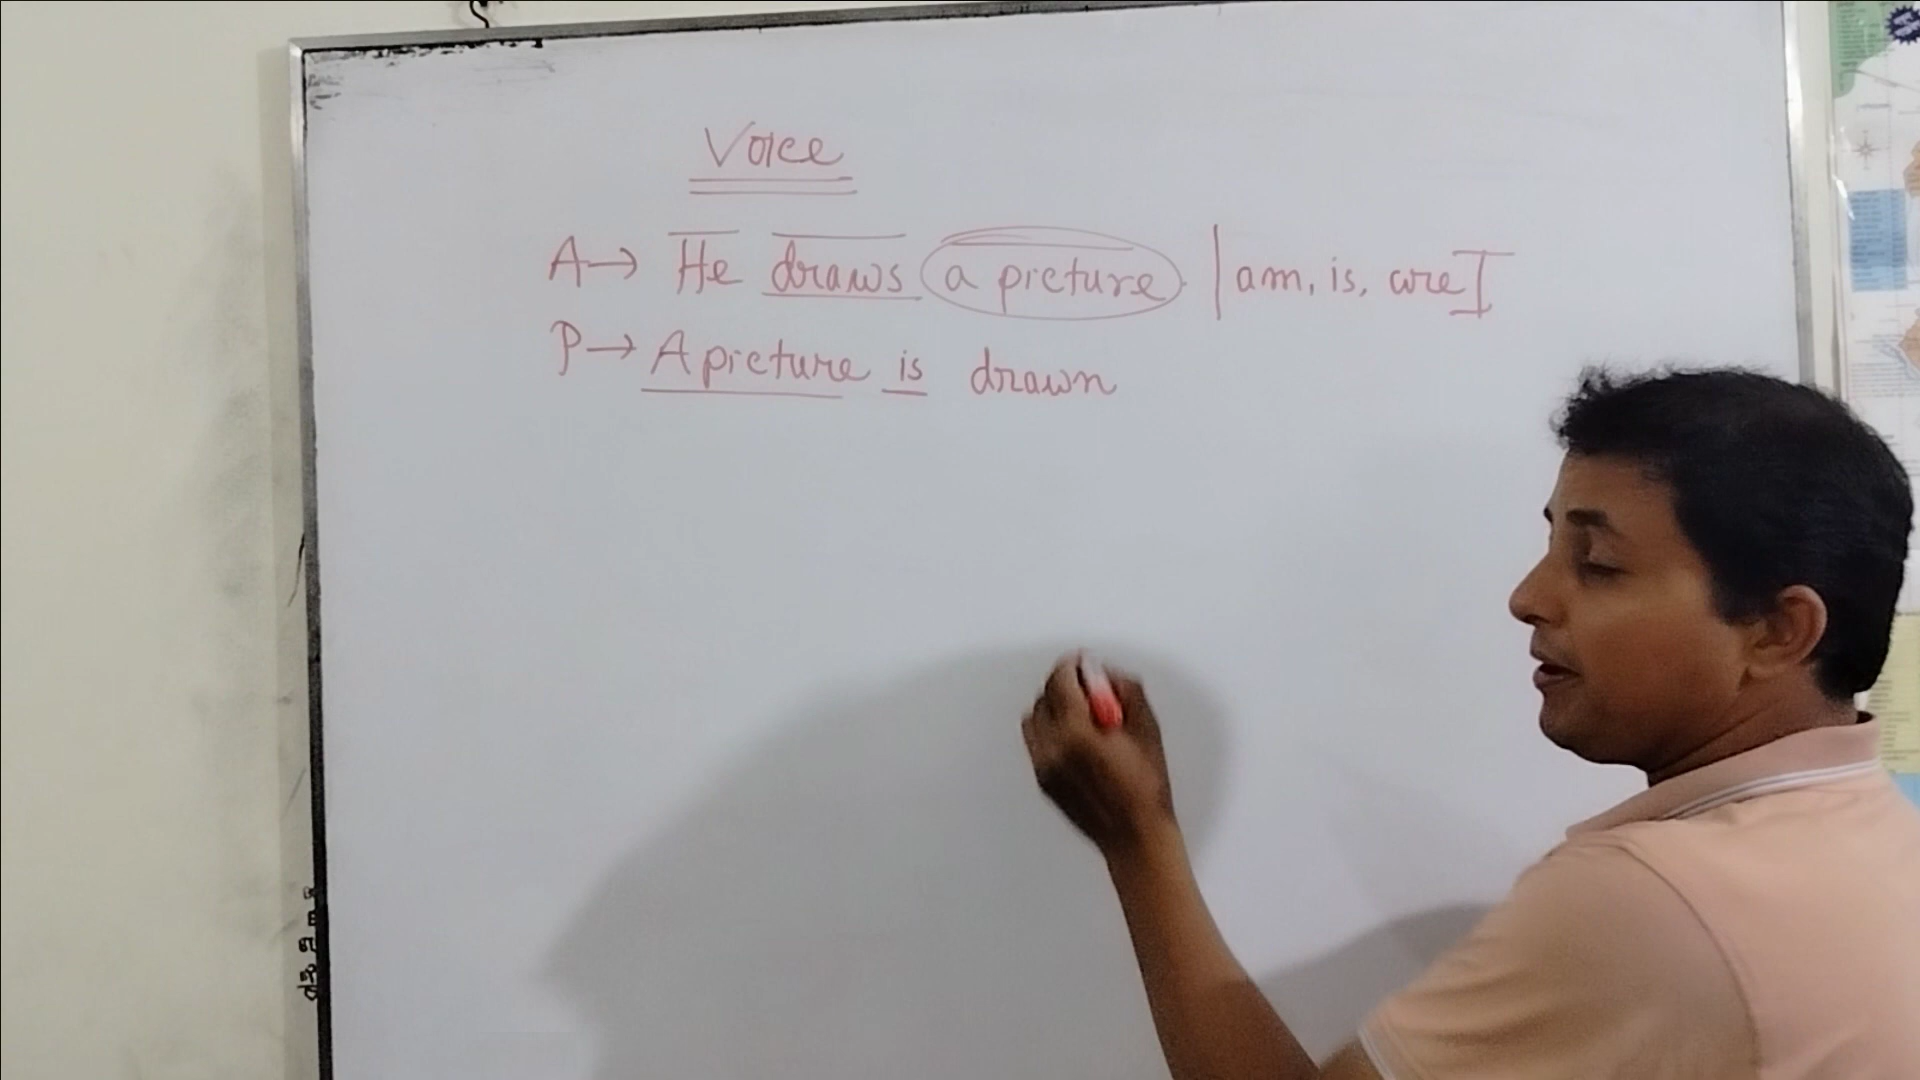 Voice
A→ He draws a picture. | am, is, are I
P→ A picture is drawn